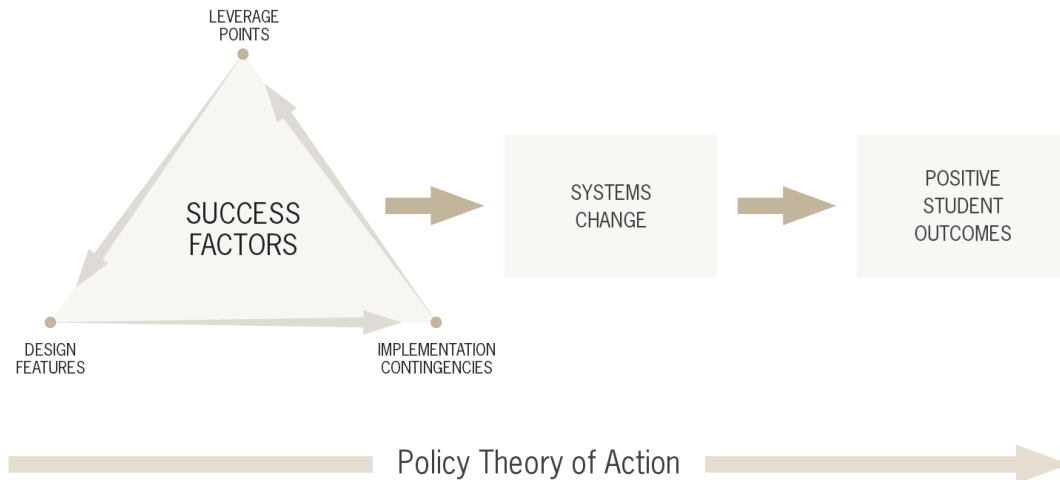 LEVERAGE
POINTS
SUCCESS
FACTORS
DESIGN
FEATURES
IMPLEMENTATION
CONTINGENCIES
SYSTEMS
CHANGE
POSITIVE
STUDENT
OUTCOMES
Policy Theory of Action